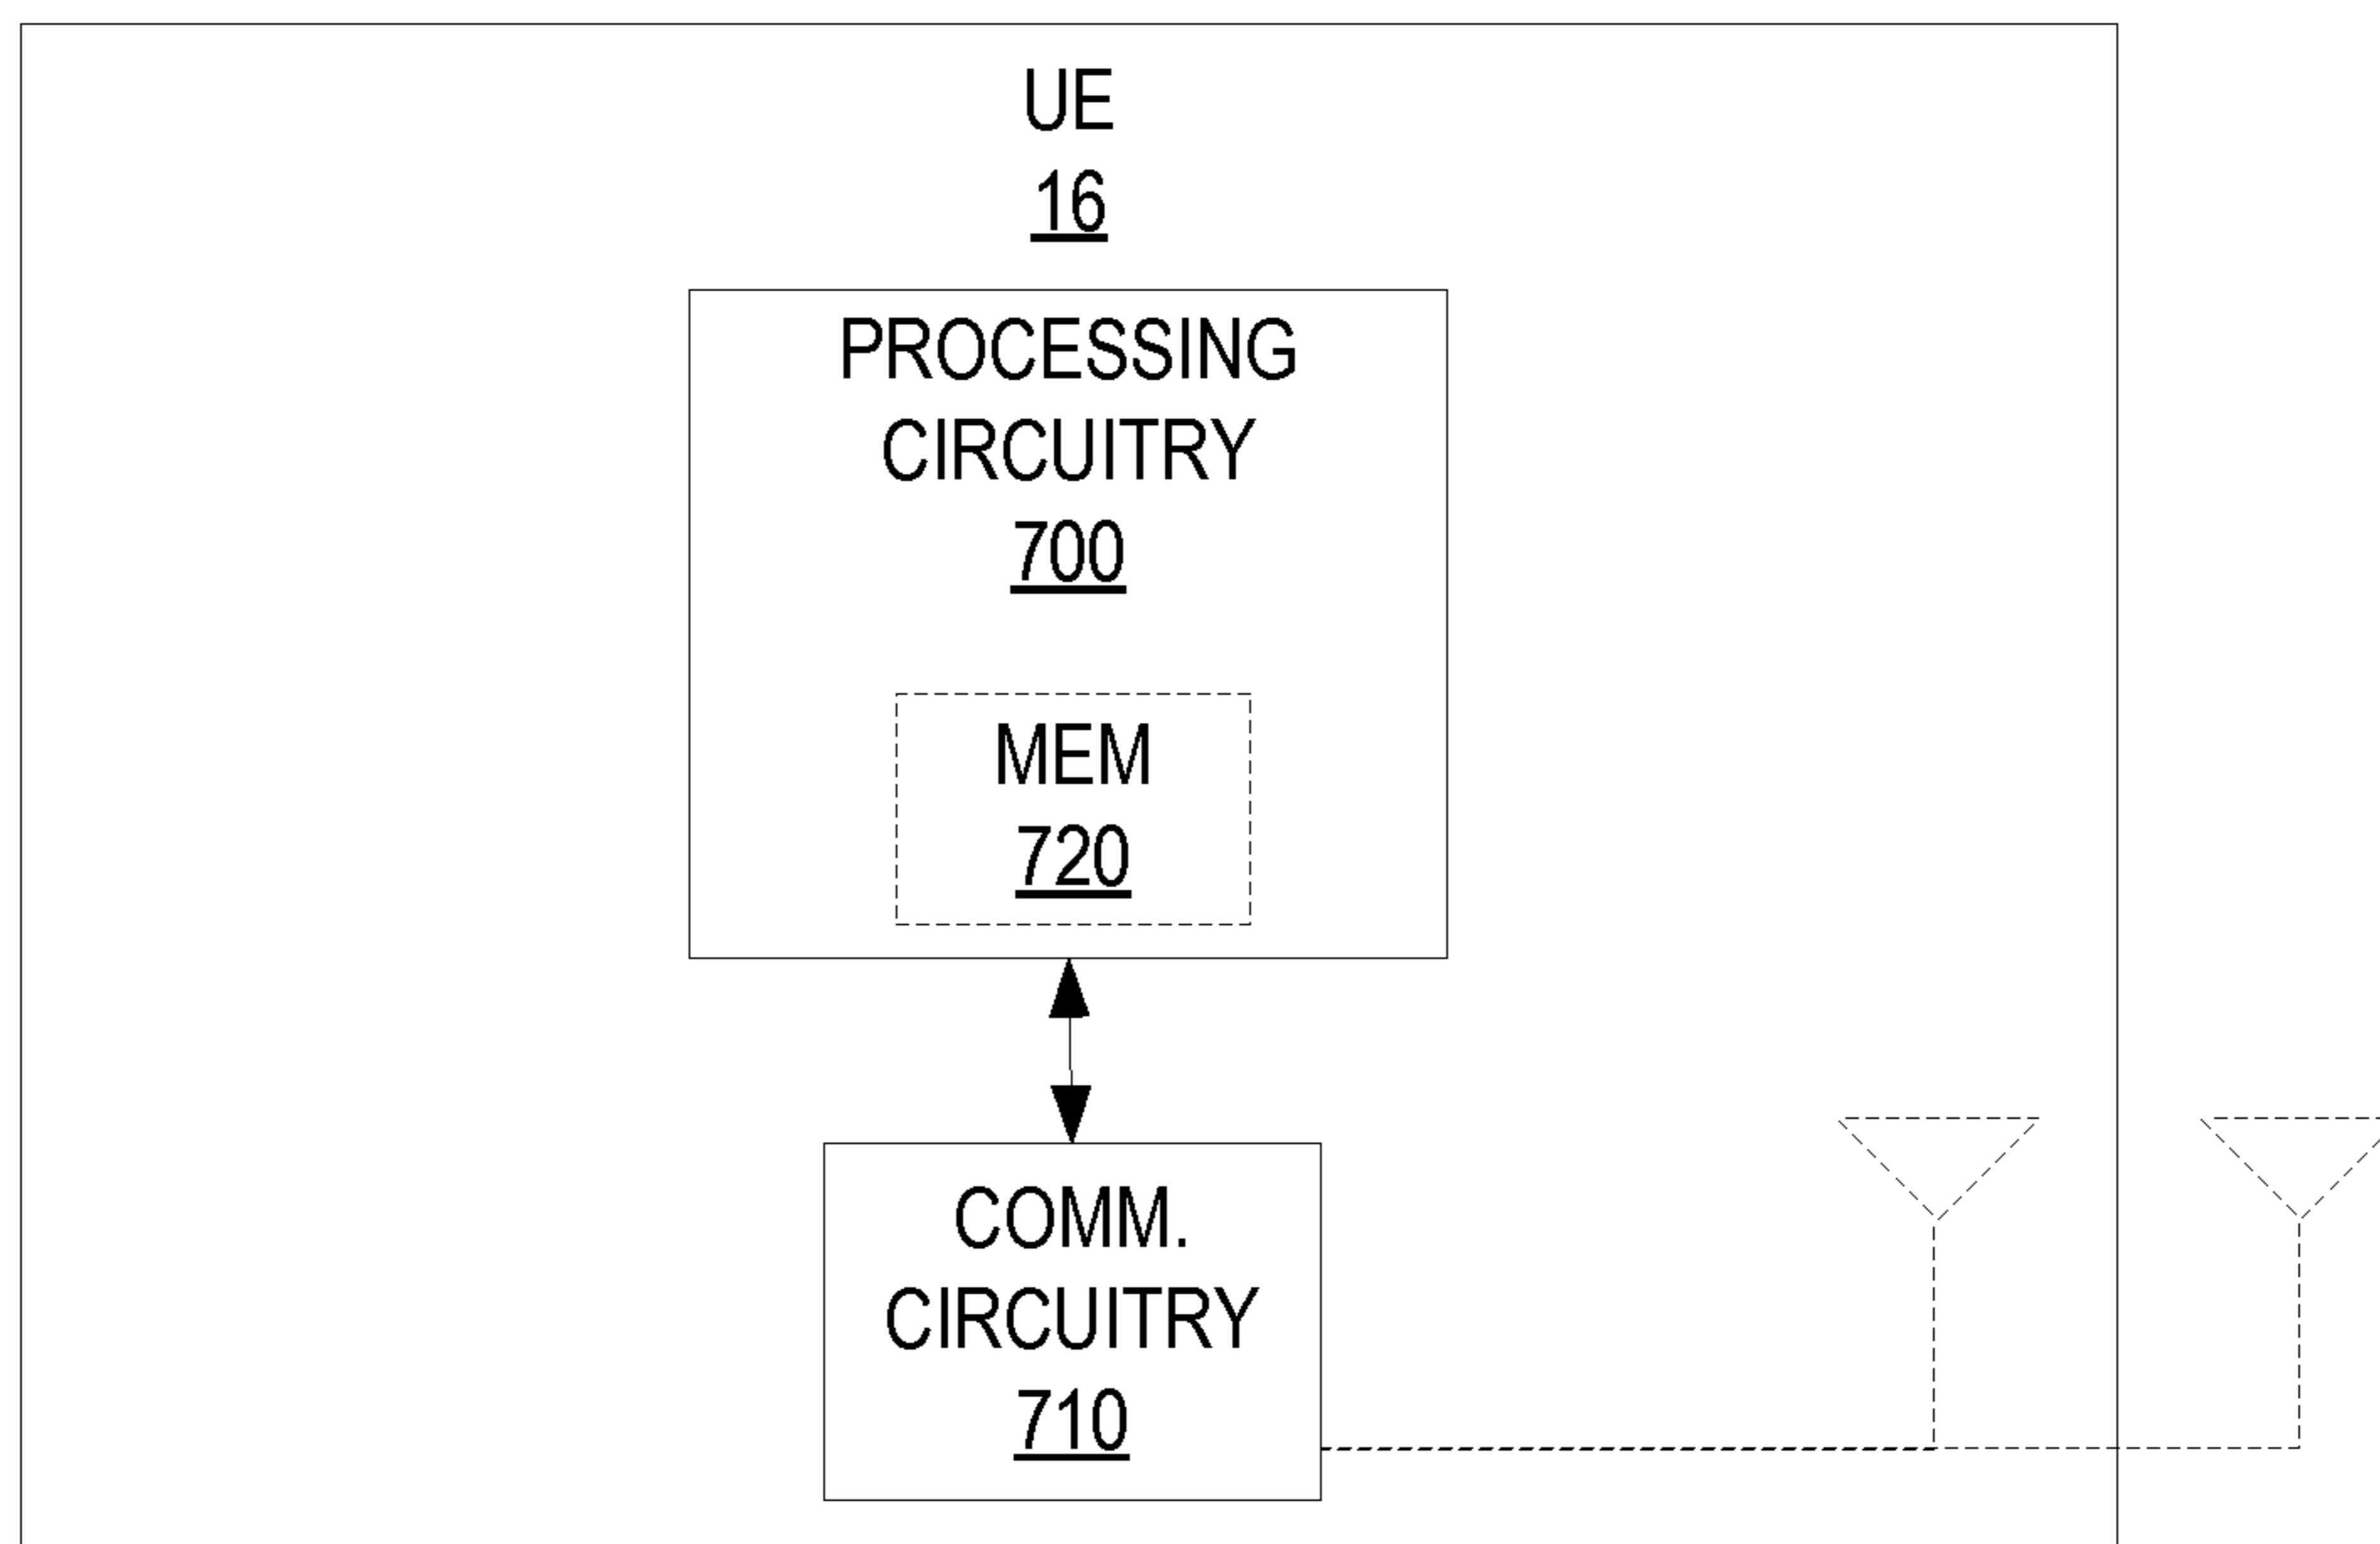 UE
16
PROCESSING
CIRCUITRY
700
MEM
720
COMM.
CIRCUITRY
710